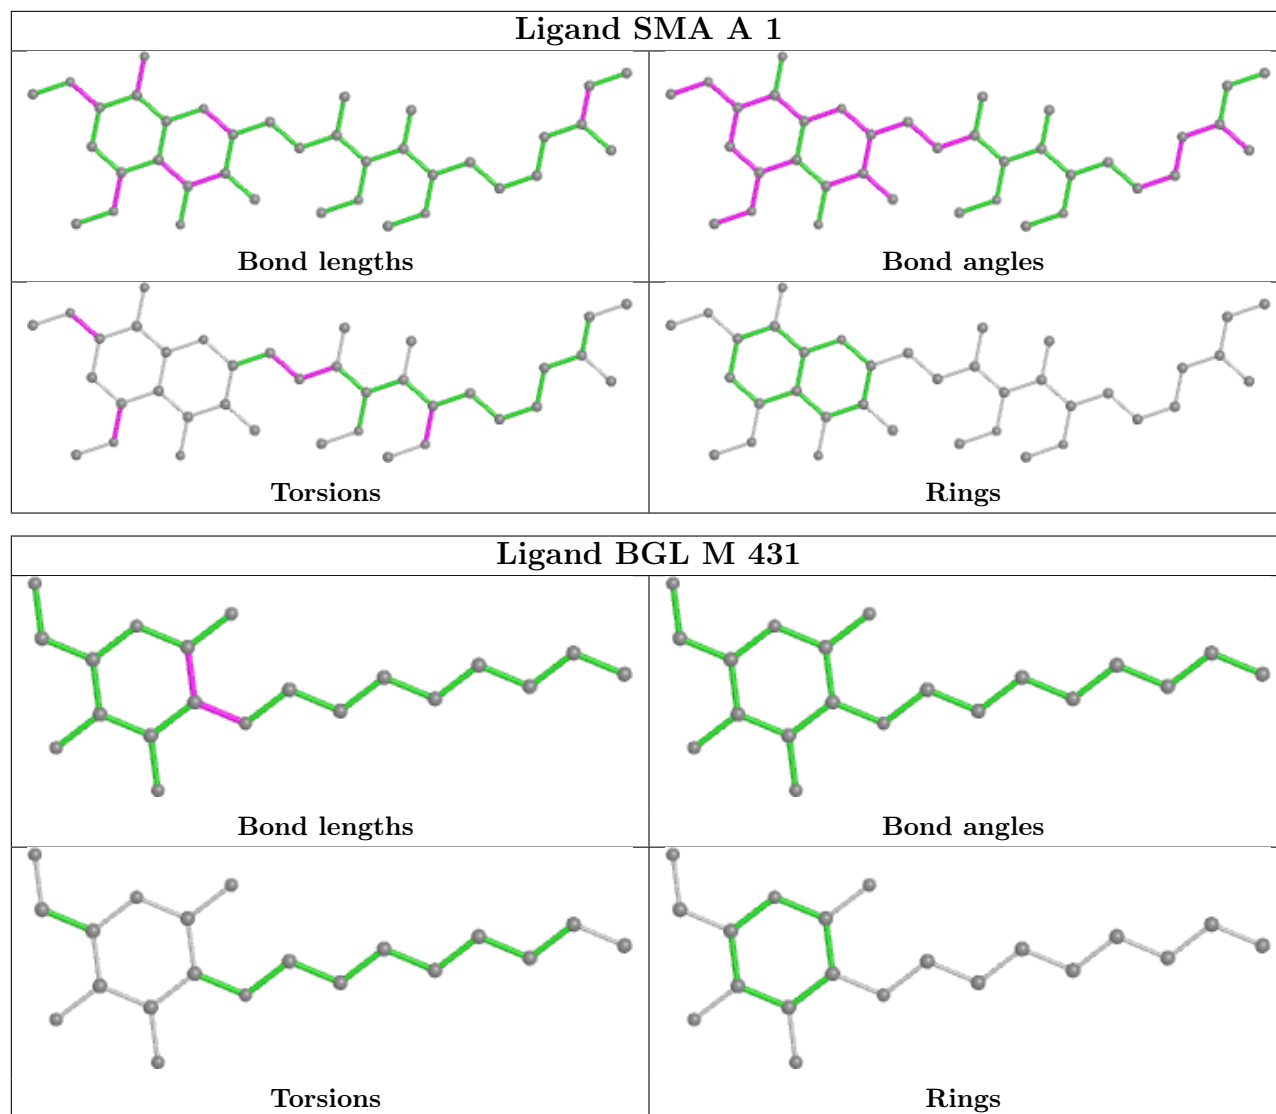 Ligand SMA A 1
Bond lengths
Bond angles
Torsions
Rings
Ligand BGL M 431
Bond lengths
Bond angles
Torsions
Rings